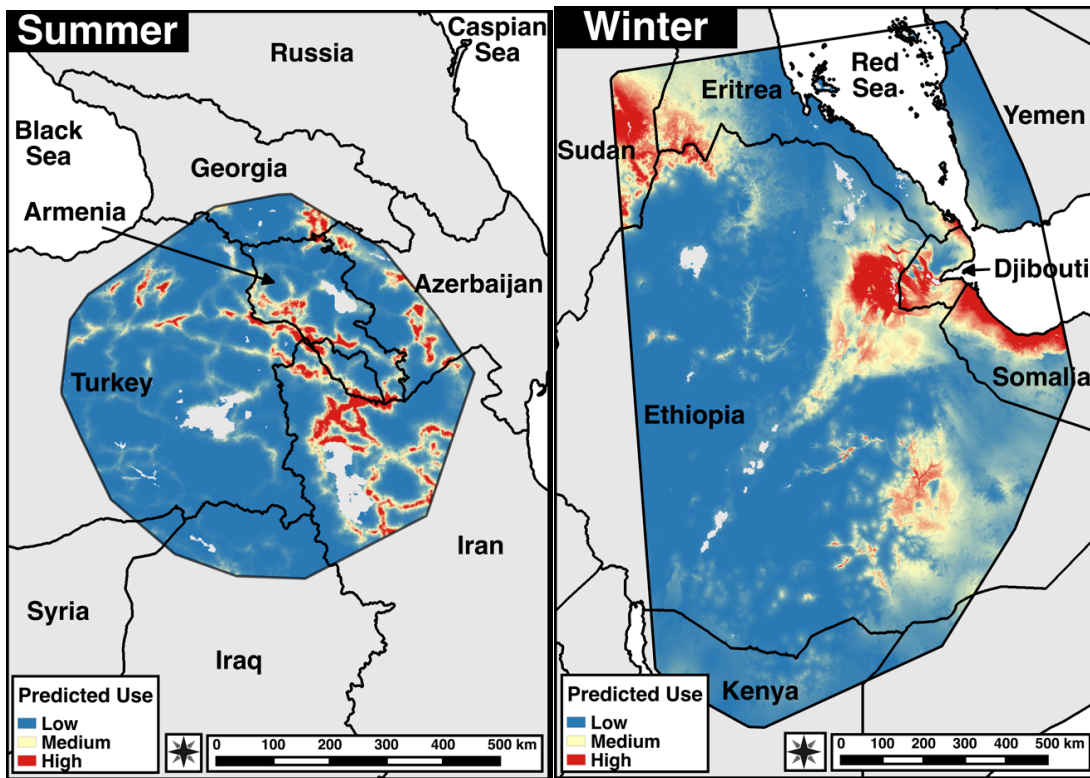 Summer
Caspian
Sea
Russia
Black
Sea
Georgia
Armenia
Azerbaijan
Turkey
Iran
Syria
Iraq
Predicted Use
Low
Medium
High
0 100 200 300 400 500 km
Winter
Red
Sea
Eritrea
Yemen
Sudan
Djibouti
Somalia
Ethiopia
Kenya
Predicted Use
Low
Medium
High
0 100 200 300 400 500 km